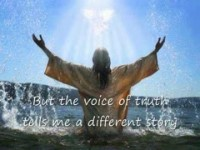 But the voice of truth
tells me a different story